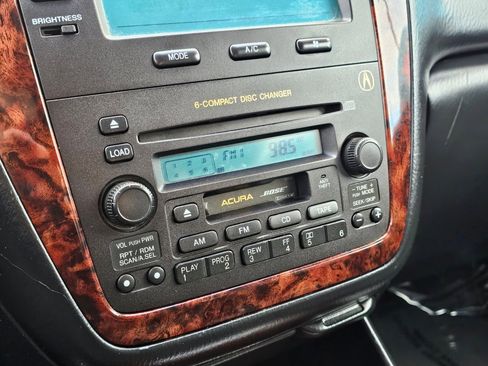 BRIGHTNESS
MODE
A/C
6-COMPACT DISC CHANGER
LOAD
FM1 98.5
ANTI THEFT
ACURA BOSE
- TUNE +
PUSH MODE
SEEK/SKIP
VOL PUSH PWR
AM
FM
CD
TAPE
RPT / RDM
SCAN/A.SEL
PLAY 1
PROG 2
REW 3
FF 4
5
6